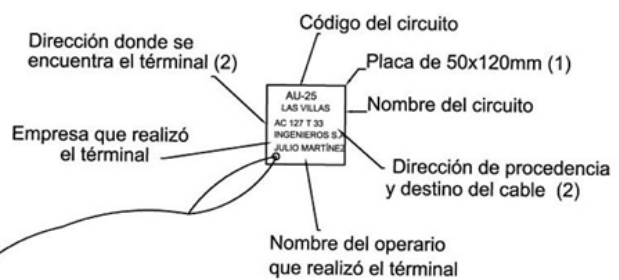 Código del circuito
Dirección donde se
encuentra el término (2)
Placa de 50x120mm (1)
AU-25
LAS VILLAS
AC 127 T 33
INGENIEROS S.A
JULIO MARTÍNEZ
Nombre del circuito
Empresa que realizó
el términal
Dirección de procedencia
y destino del cable (2)
Nombre del operario
que realizó el términal